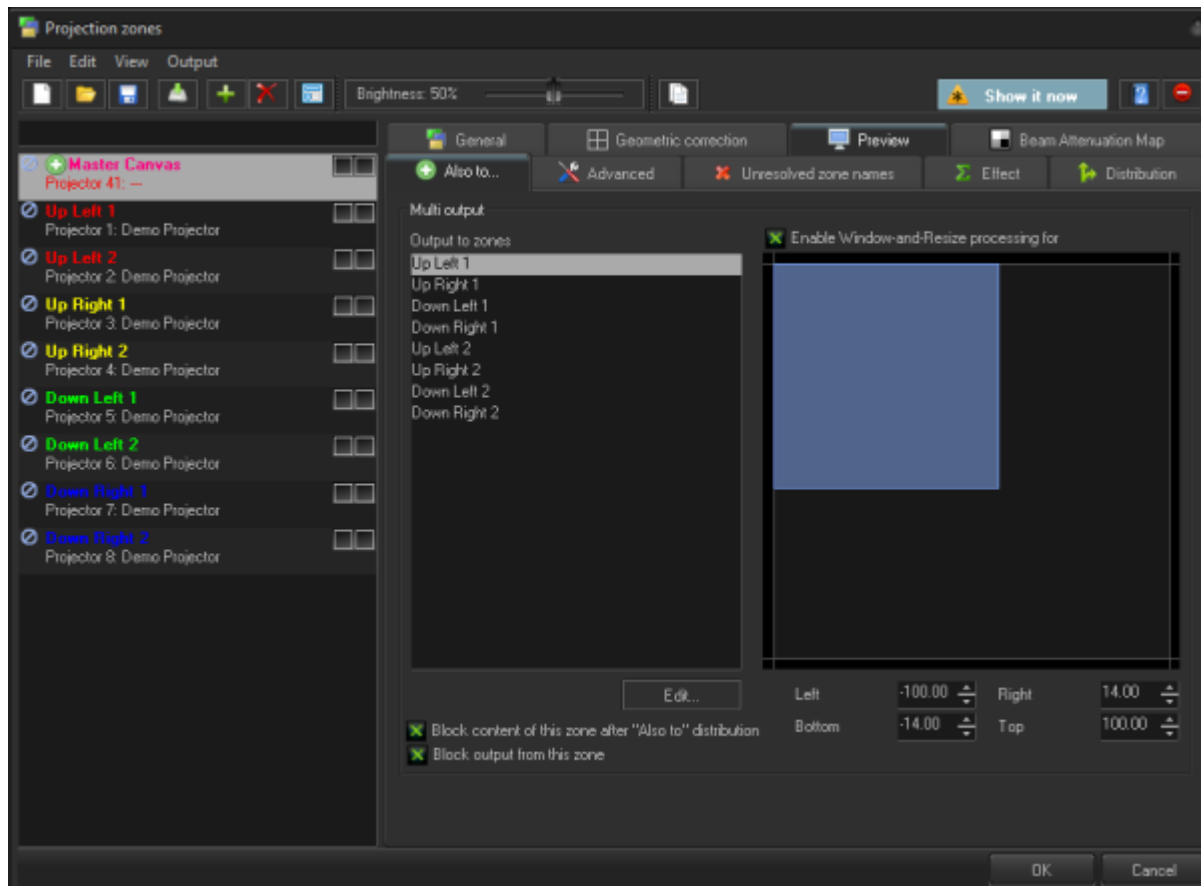 Projection zones
File Edit View Output
Brightness: 50%
Show it now
General
Geometric correction
Preview
Beam Attenuation Map
Also to...
Advanced
Unresolved zone names
Effect
Distribution
Master Canvas
Projector 41: ---
Up Left 1
Projector 1: Demo Projector
Up Left 2
Projector 2: Demo Projector
Up Right 1
Projector 3: Demo Projector
Up Right 2
Projector 4: Demo Projector
Down Left 1
Projector 5: Demo Projector
Down Left 2
Projector 6: Demo Projector
Down Right 1
Projector 7: Demo Projector
Down Right 2
Projector 8: Demo Projector
Multi output
Output to zones
Up Left 1
Up Right 1
Down Left 1
Down Right 1
Up Left 2
Up Right 2
Down Left 2
Down Right 2
Edit...
Block content of this zone after "Also to" distribution
Block output from this zone
Enable Window-and-Resize processing for
Left -100.00 Right 14.00
Bottom -14.00 Top 100.00
OK Cancel